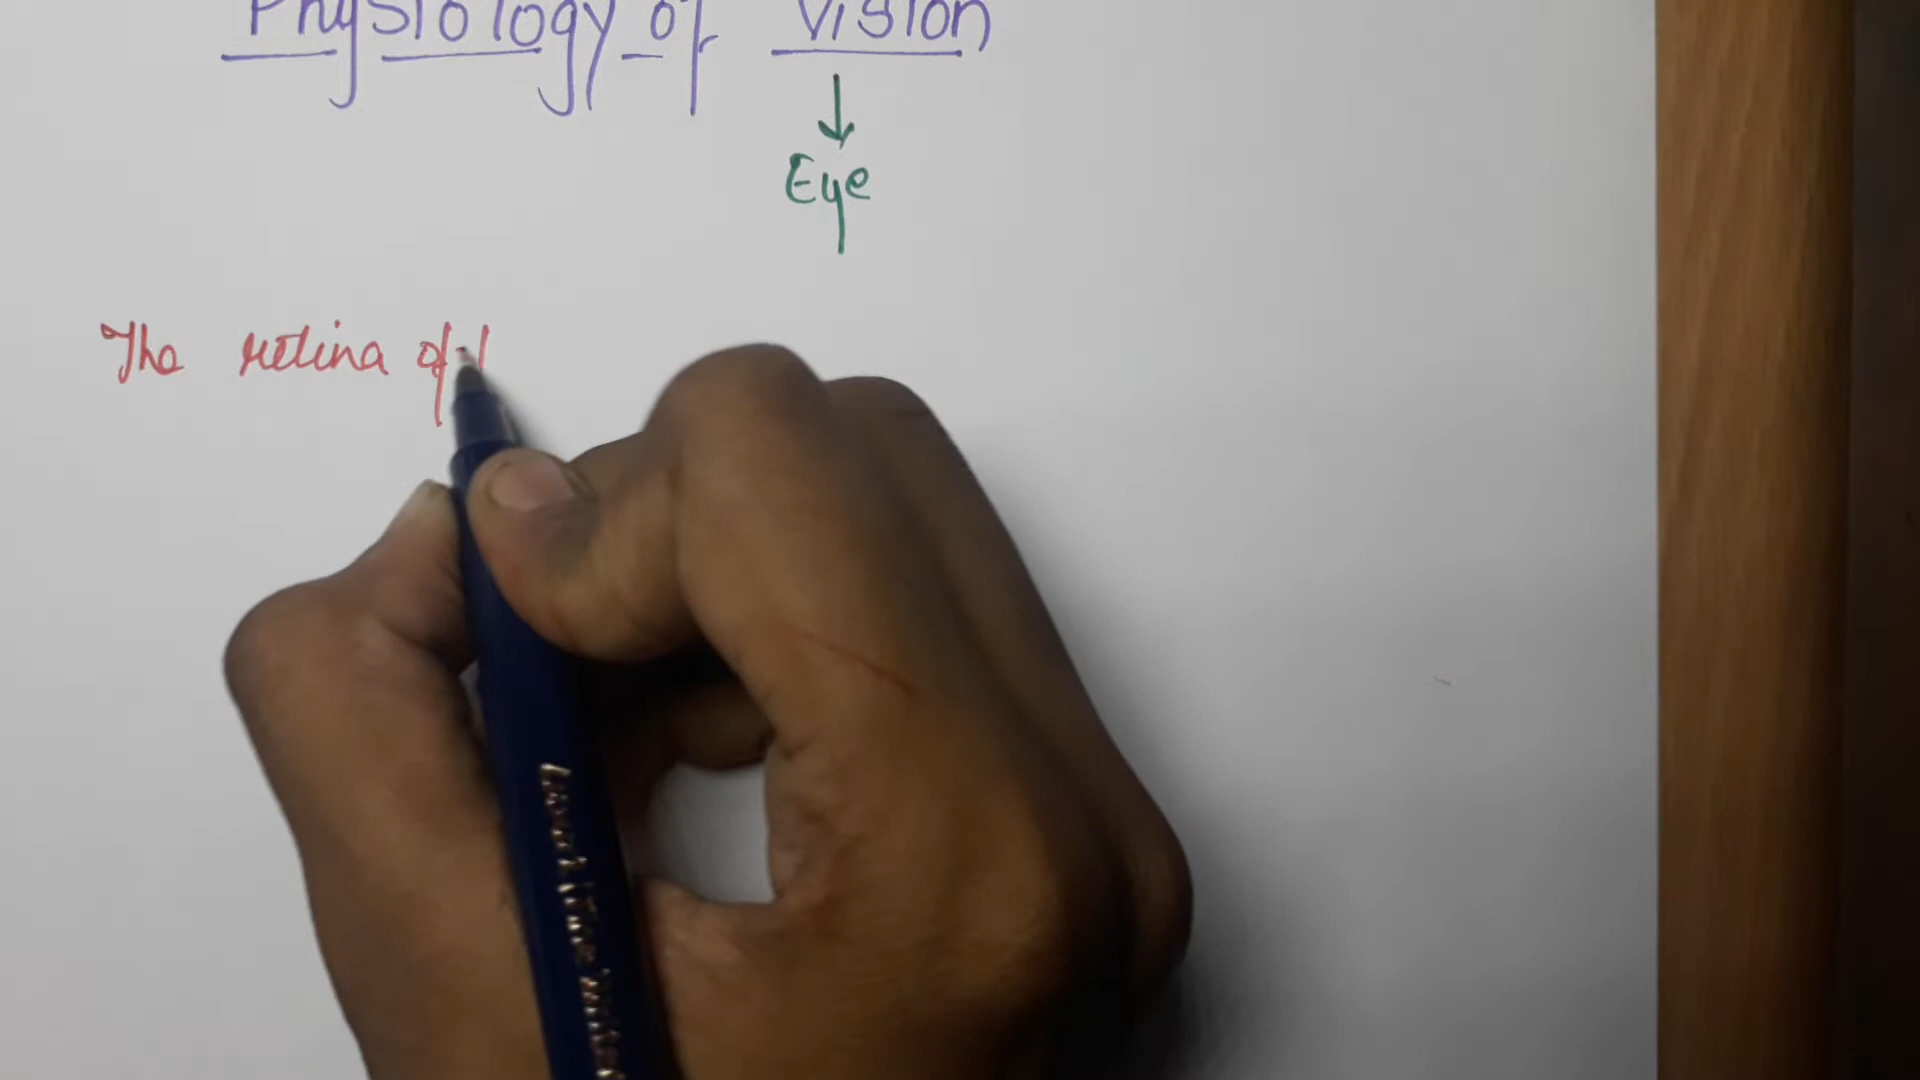 Physiology of Vision
Eye
The retina of